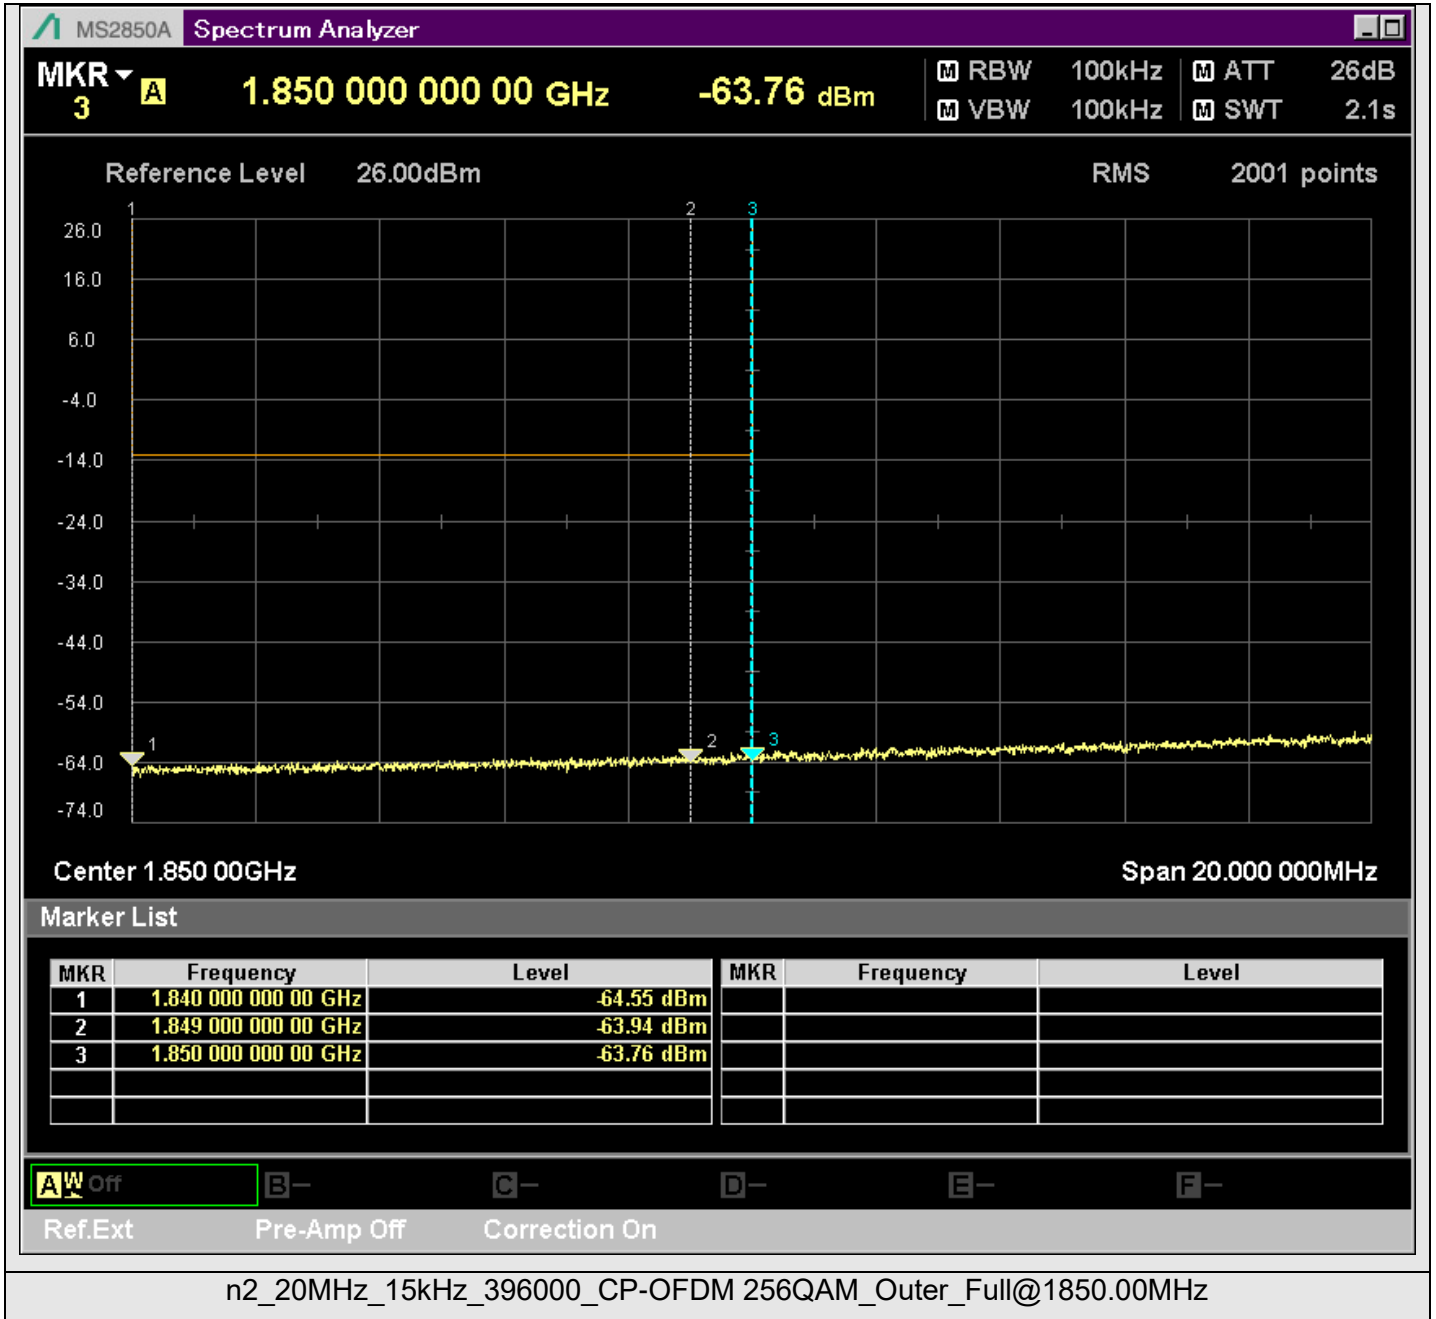 MS2850A Spectrum Analyzer
MKR 3 A 1.850 000 000 00 GHz -63.76 dBm
M RBW 100kHz M ATT 26dB
M VBW 100kHz M SWT 2.1s
Reference Level 26.00dBm RMS 2001 points
1 2 3
26.0
16.0
6.0
-4.0
-14.0
-24.0
-34.0
-44.0
-54.0
1 2 3
-64.0
-74.0
Center 1.850 00GHz Span 20.000 000MHz
Marker List
MKR Frequency Level MKR Frequency Level
1 1.840 000 000 00 GHz -64.55 dBm
2 1.849 000 000 00 GHz -63.94 dBm
3 1.850 000 000 00 GHz -63.76 dBm
A W Off B – C – D – E – F –
Ref.Ext Pre-Amp Off Correction On
n2_20MHz_15kHz_396000_CP-OFDM 256QAM_Outer_Full@1850.00MHz